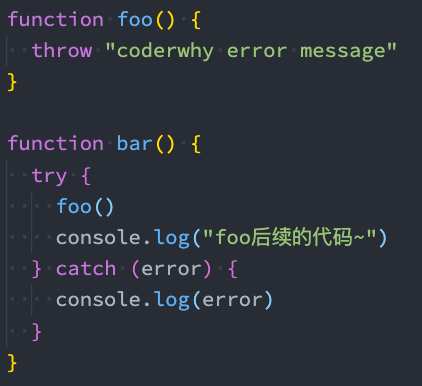 function foo() {
  throw "coderwhy error message"
}

function bar() {
  try {
    foo()
    console.log("foo后续的代码~")
  } catch (error) {
    console.log(error)
  }
}